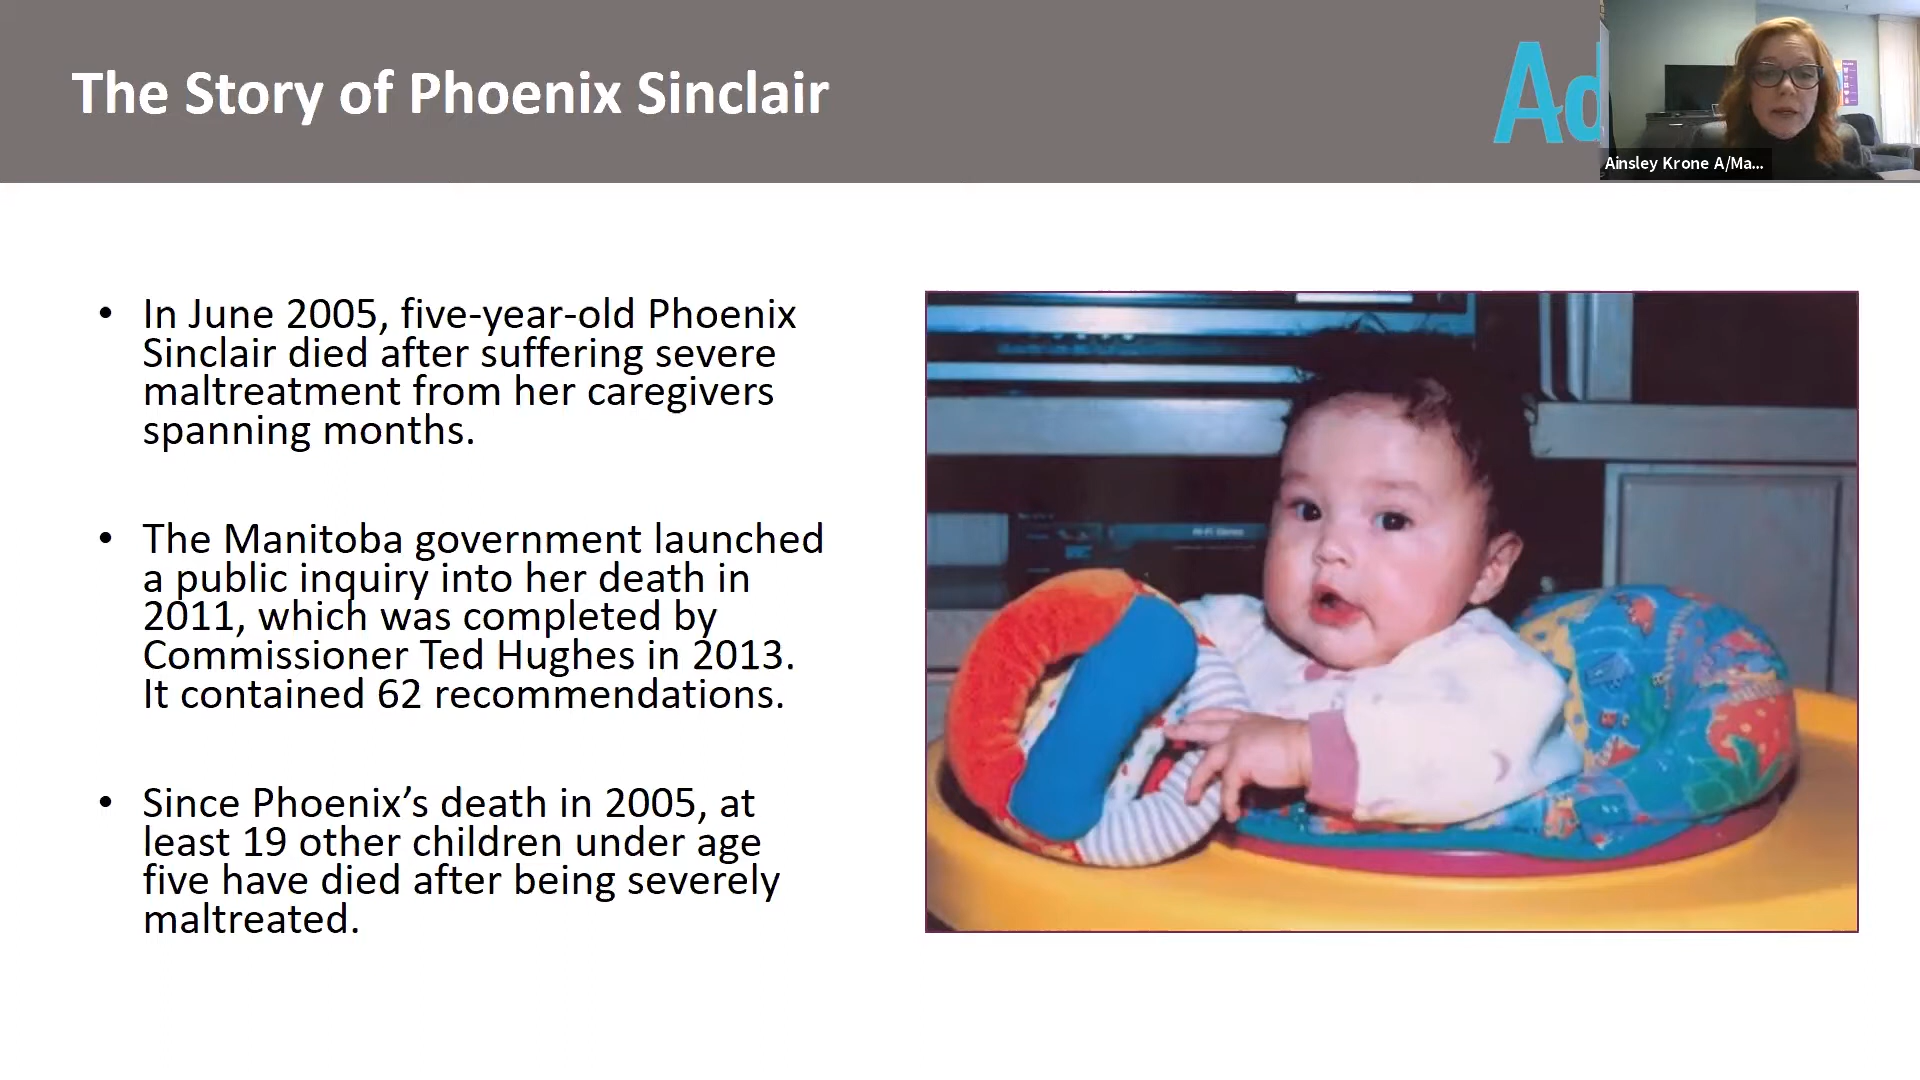 The Story of Phoenix Sinclair
Ad
Ainsley Krone A/Ma...
• In June 2005, five-year-old Phoenix
Sinclair died after suffering severe
maltreatment from her caregivers
spanning months.
• The Manitoba government launched
a public inquiry into her death in
2011, which was completed by
Commissioner Ted Hughes in 2013.
It contained 62 recommendations.
• Since Phoenix’s death in 2005, at
least 19 other children under age
five have died after being severely
maltreated.